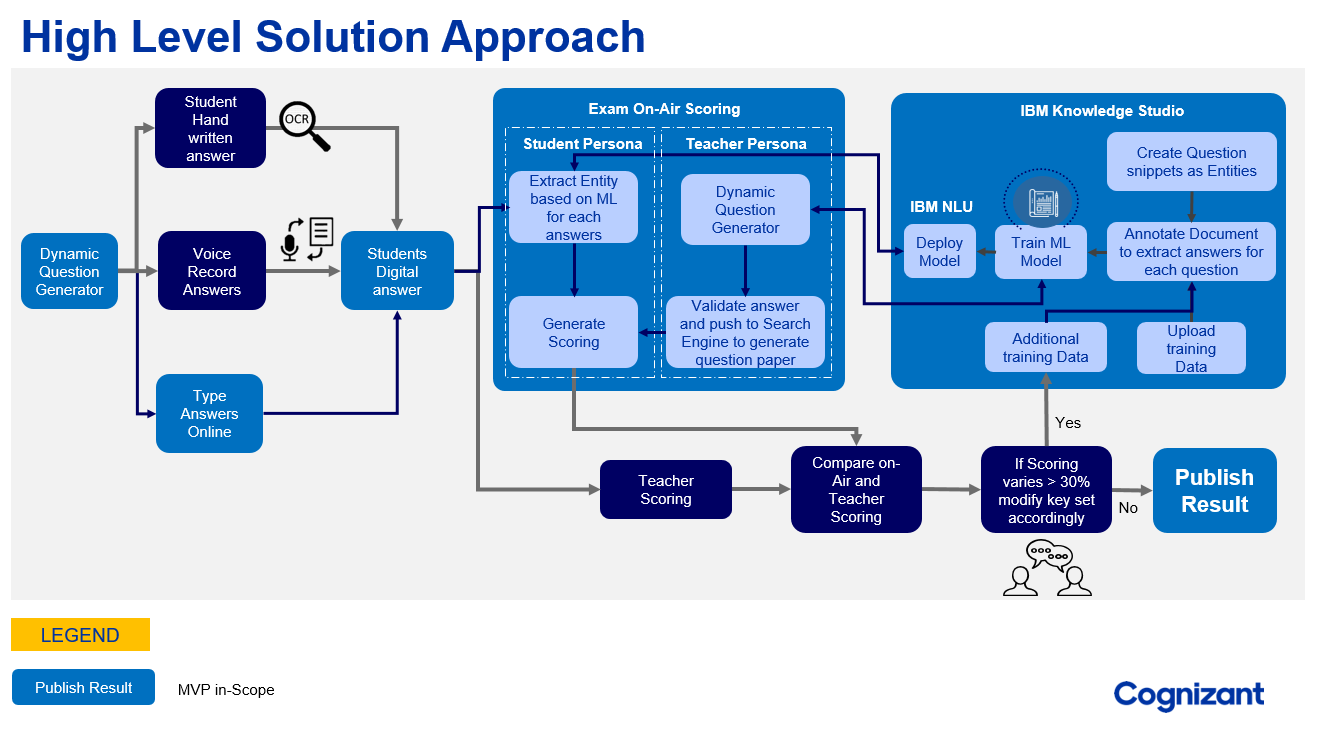 High Level Solution Approach
Student
Hand
written
answer
OCR
Dynamic
Question
Generator
Voice
Record
Answers
Type
Answers
Online
Students
Digital
answer
Exam On-Air Scoring
Student Persona
Teacher Persona
Extract Entity
based on ML
for each
answers
Dynamic
Question
Generator
Generate
Scoring
Validate answer
and push to Search
Engine to generate
question paper
IBM Knowledge Studio
Create Question
snippets as Entities
IBM NLU
Deploy
Model
Train ML
Model
Annotate Document
to extract answers for
each question
Additional
training Data
Upload
training
Data
Yes
Teacher
Scoring
Compare on-
Air and
Teacher
Scoring
If Scoring
varies > 30%
modify key set
accordingly
No
Publish
Result
LEGEND
Publish Result
MVP in-Scope
Cognizant